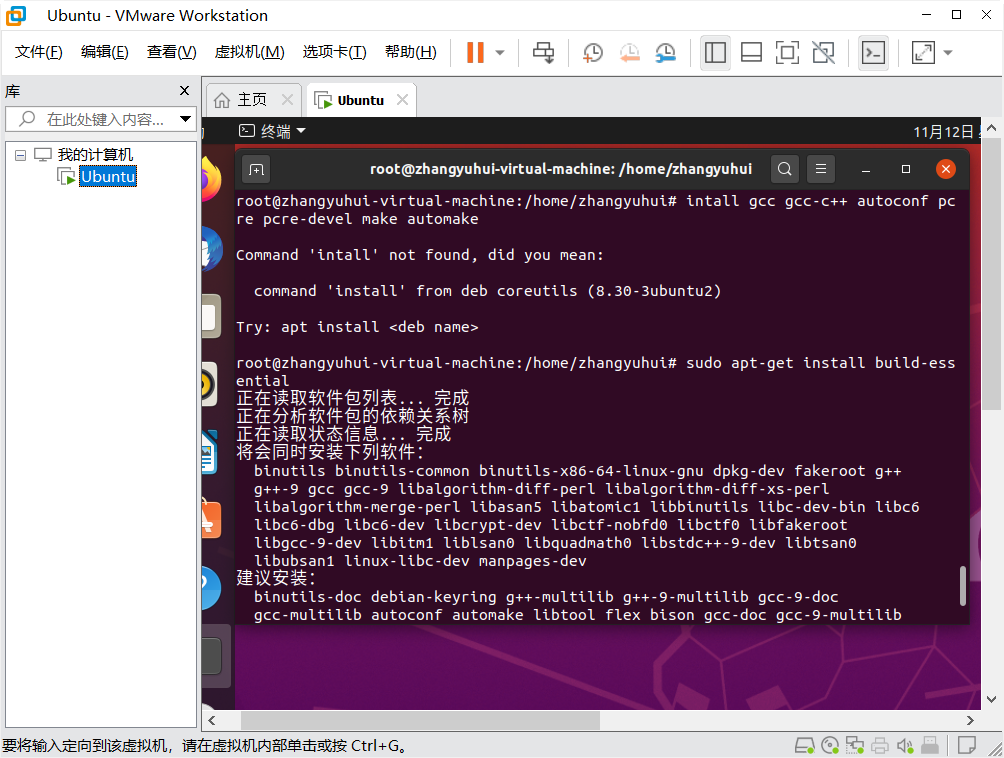 Ubuntu - VMware Workstation
文件(F) 编辑(E) 查看(V) 虚拟机(M) 选项卡(T) 帮助(H)
库
在此处键入内容...
我的计算机
Ubuntu
主页 Ubuntu
终端 11月12日
root@zhangyuhui-virtual-machine: /home/zhangyuhui
root@zhangyuhui-virtual-machine:/home/zhangyuhui# intall gcc gcc-c++ autoconf pc
re pcre-devel make automake
Command 'intall' not found, did you mean:
command 'install' from deb coreutils (8.30-3ubuntu2)
Try: apt install <deb name>
root@zhangyuhui-virtual-machine:/home/zhangyuhui# sudo apt-get install build-ess
ential
正在读取软件包列表... 完成
正在分析软件包的依赖关系树
正在读取状态信息... 完成
将会同时安装下列软件：
binutils binutils-common binutils-x86-64-linux-gnu dpkg-dev fakeroot g++
g++-9 gcc gcc-9 libalgorithm-diff-perl libalgorithm-diff-xs-perl
libalgorithm-merge-perl libasan5 libatomic1 libbinutils libc-dev-bin libc6
libc6-dbg libc6-dev libcrypt-dev libctf-nobfd0 libctf0 libfakeroot
libgcc-9-dev libitm1 liblsan0 libquadmath0 libstdc++-9-dev libtsan0
libubsan1 linux-libc-dev manpages-dev
建议安装：
binutils-doc debian-keyring g++-multilib g++-9-multilib gcc-9-doc
gcc-multilib autoconf automake libtool flex bison gcc-doc gcc-9-multilib
要将输入定向到该虚拟机，请在虚拟机内部单击或按 Ctrl+G。